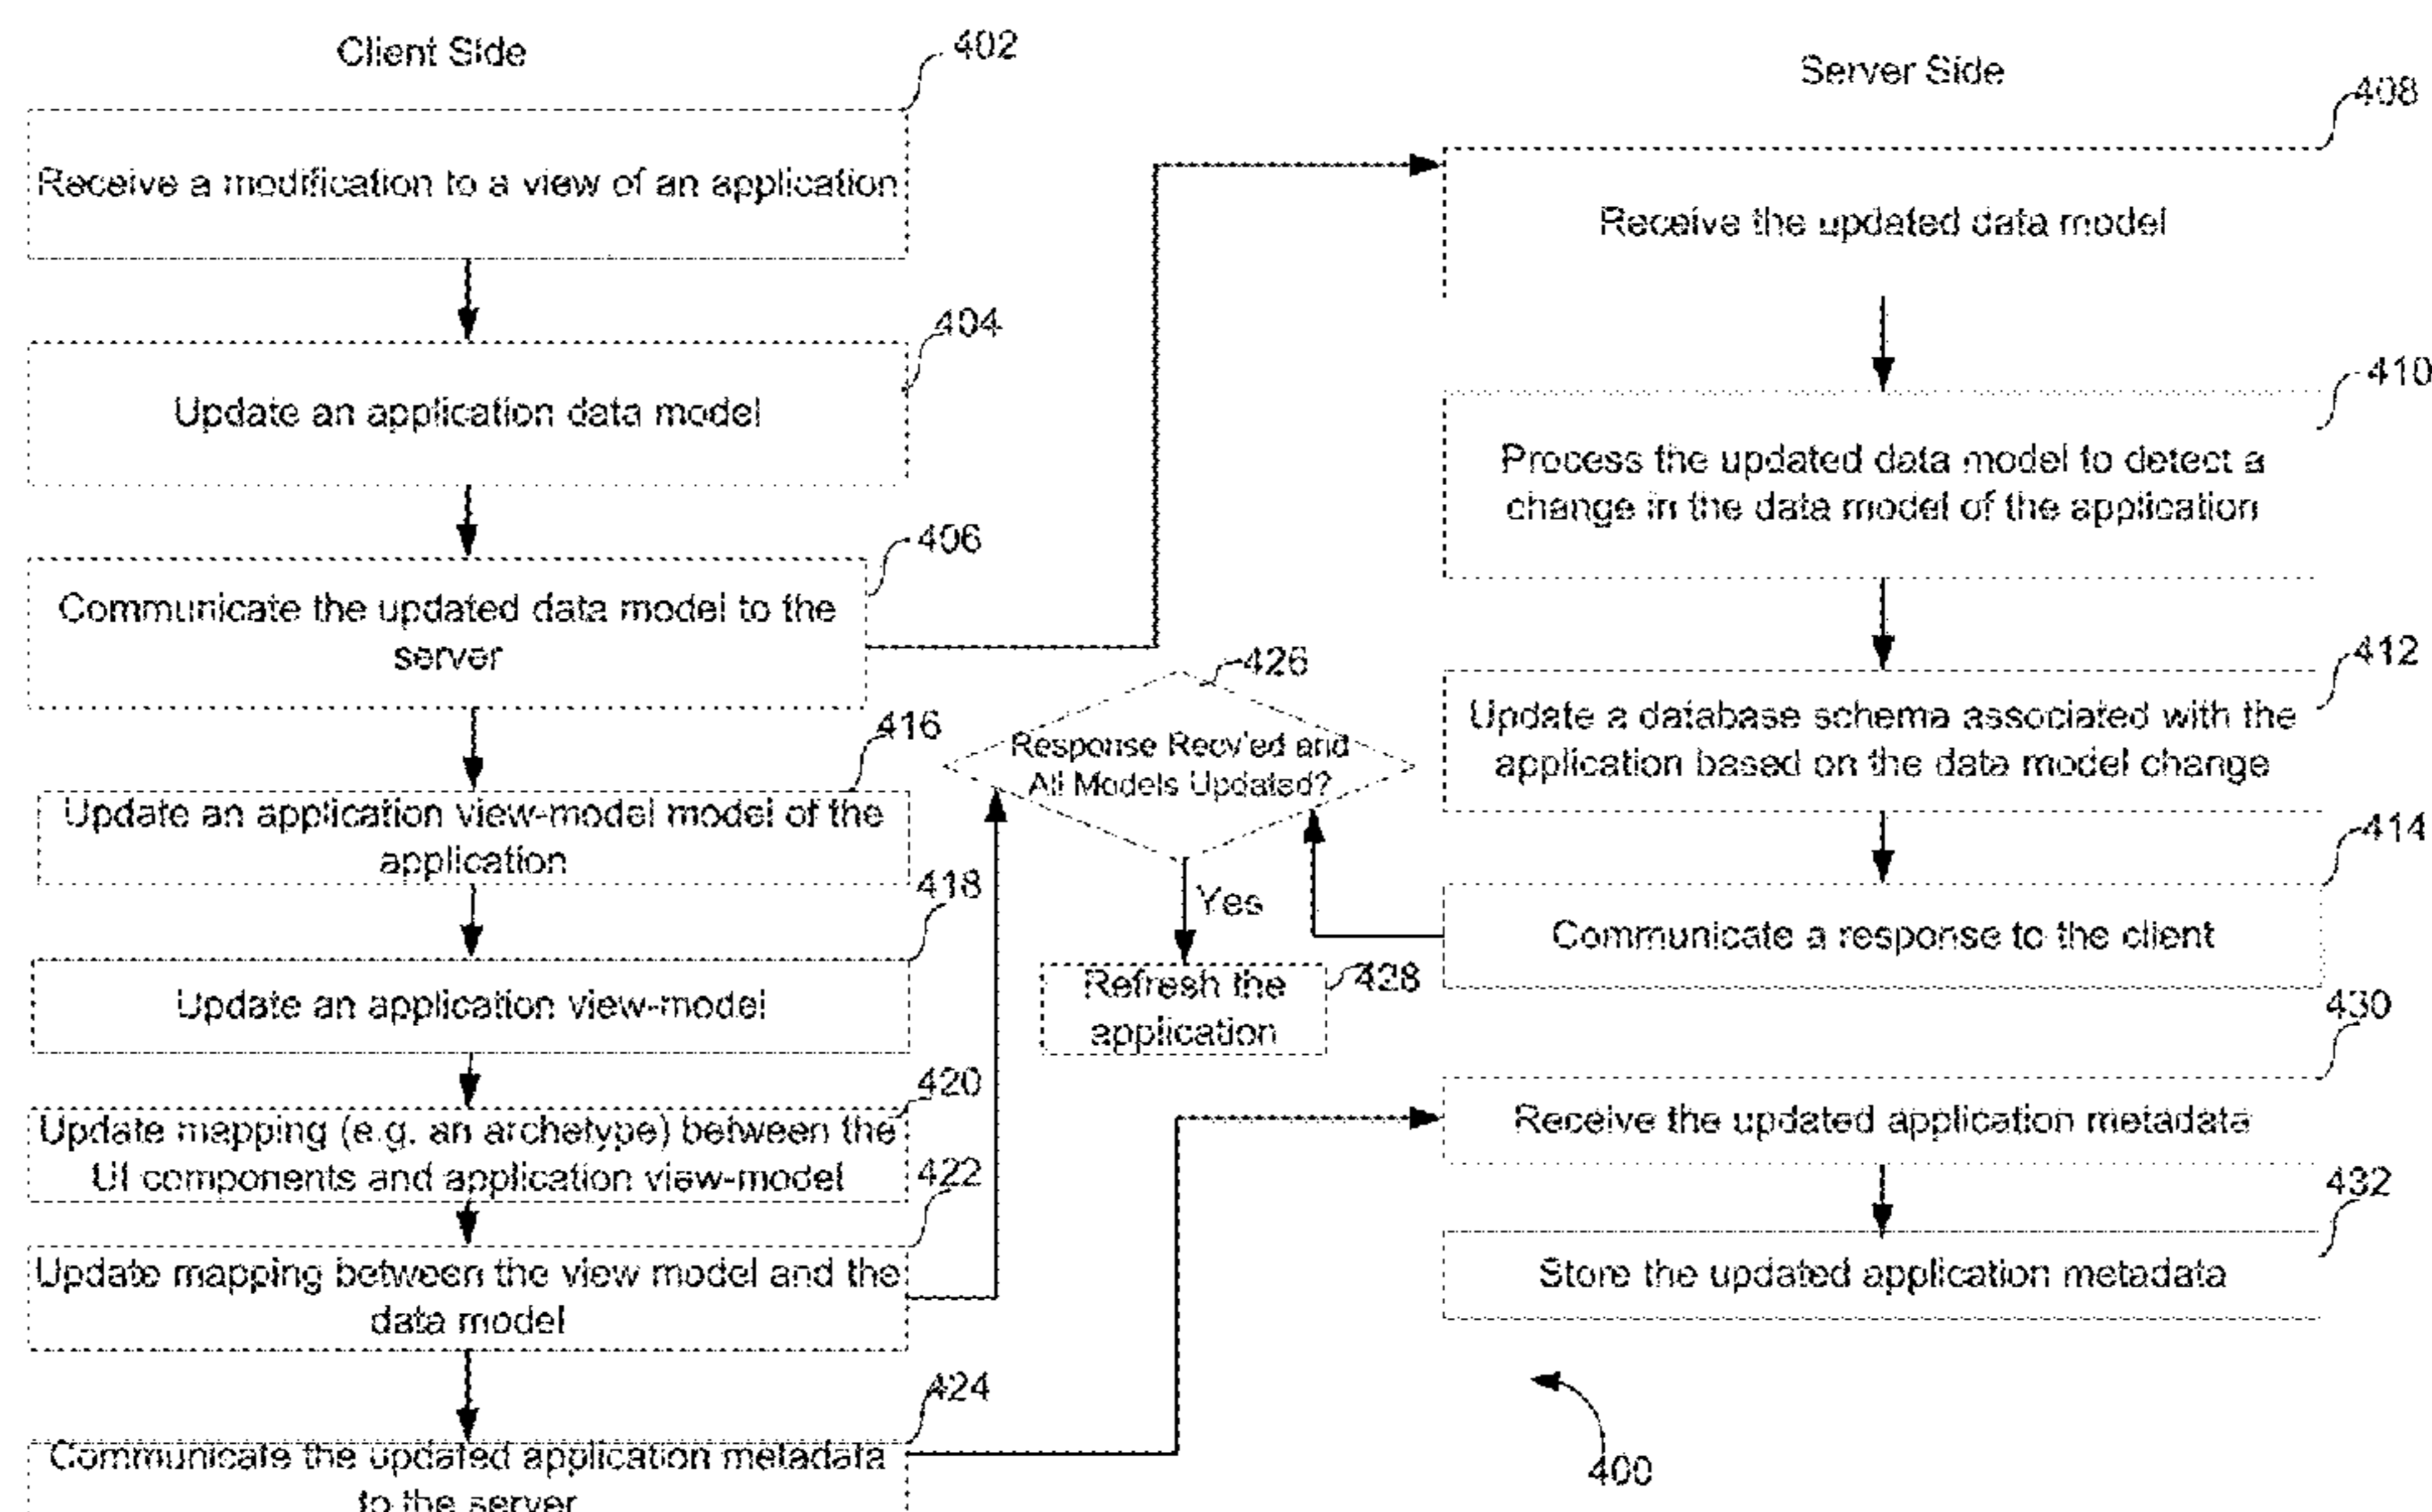 Client Side
402
Receive a modification to a view of an application
404
Update an application data model
406
Communicate the updated data model to the
server
416
Update an application view-model model of the
application
418
Update an application view-model
420
Update mapping (e.g. an archetype) between the
UI components and application view-model
422
Update mapping between the view model and the
data model
424
Communicate the updated application metadata
to the server
426
Response Recv'ed and
All Models Updated?
Yes
Refresh the
application
428
Server Side
408
Receive the updated data model
410
Process the updated data model to detect a
change in the data model of the application
412
Update a database schema associated with the
application based on the data model change
414
Communicate a response to the client
430
Receive the updated application metadata
432
Store the updated application metadata
400